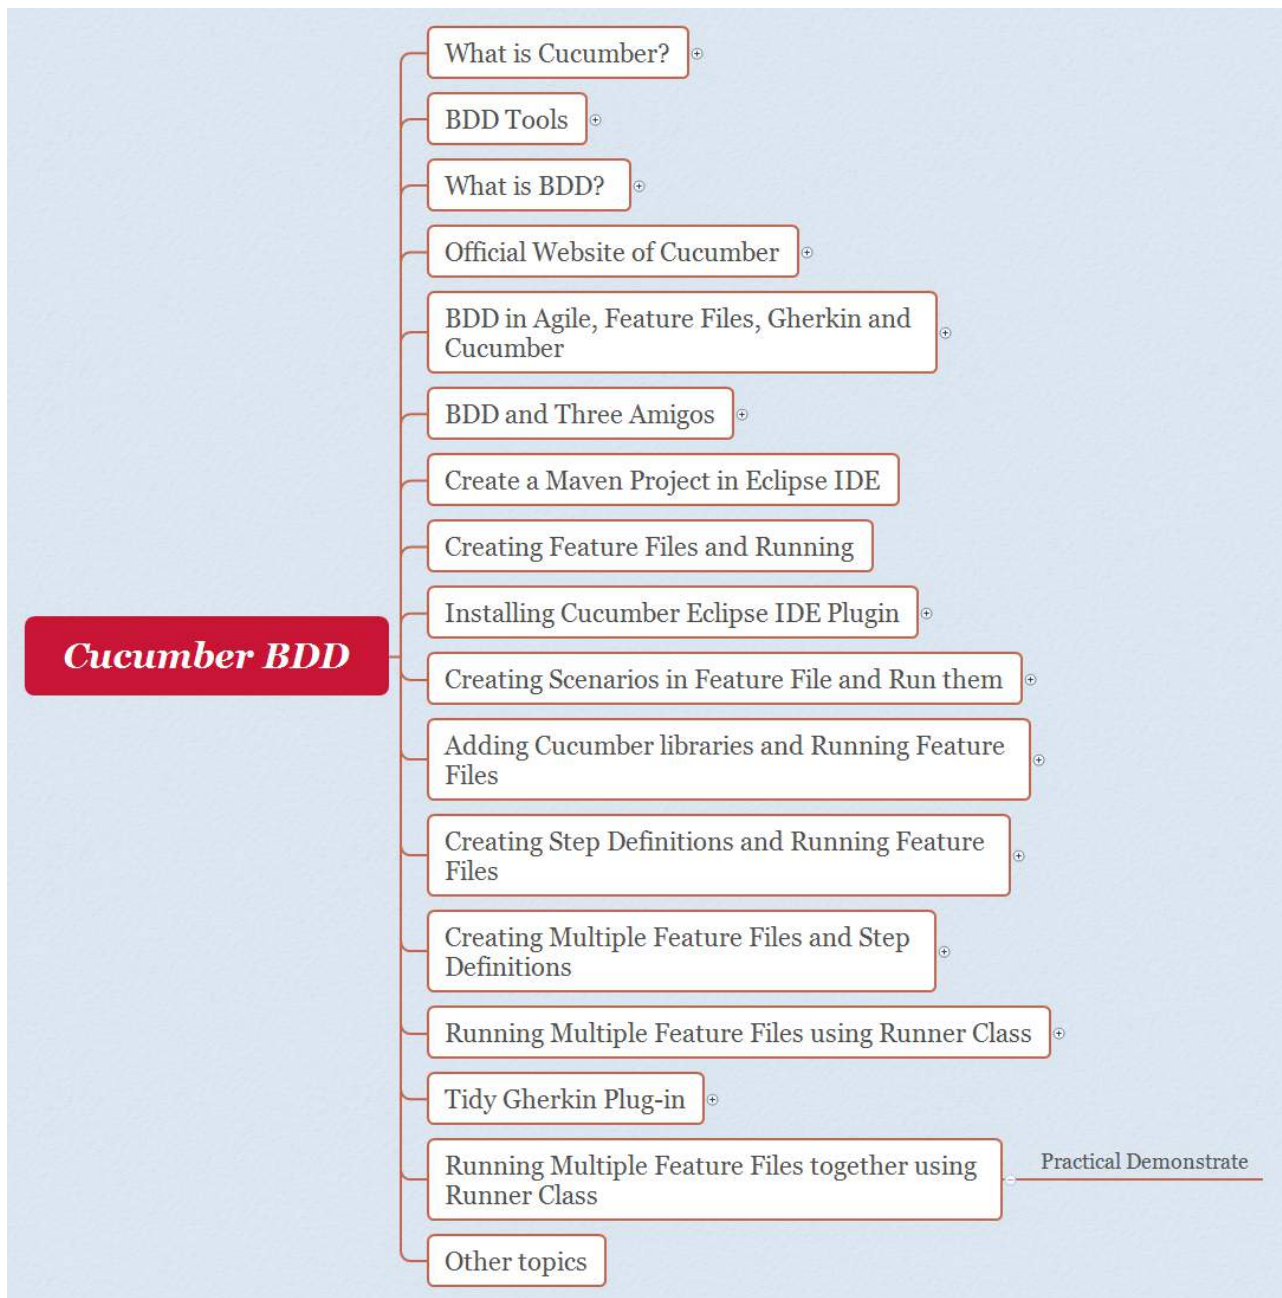 What is Cucumber?
BDD Tools
What is BDD?
Official Website of Cucumber
BDD in Agile, Feature Files, Gherkin and
Cucumber
BDD and Three Amigos
Create a Maven Project in Eclipse IDE
Creating Feature Files and Running
Installing Cucumber Eclipse IDE Plugin
Cucumber BDD
Creating Scenarios in Feature File and Run them
Adding Cucumber libraries and Running Feature
Files
Creating Step Definitions and Running Feature
Files
Creating Multiple Feature Files and Step
Definitions
Running Multiple Feature Files using Runner Class
Tidy Gherkin Plug-in
Running Multiple Feature Files together using
Runner Class
Practical Demonstrate
Other topics